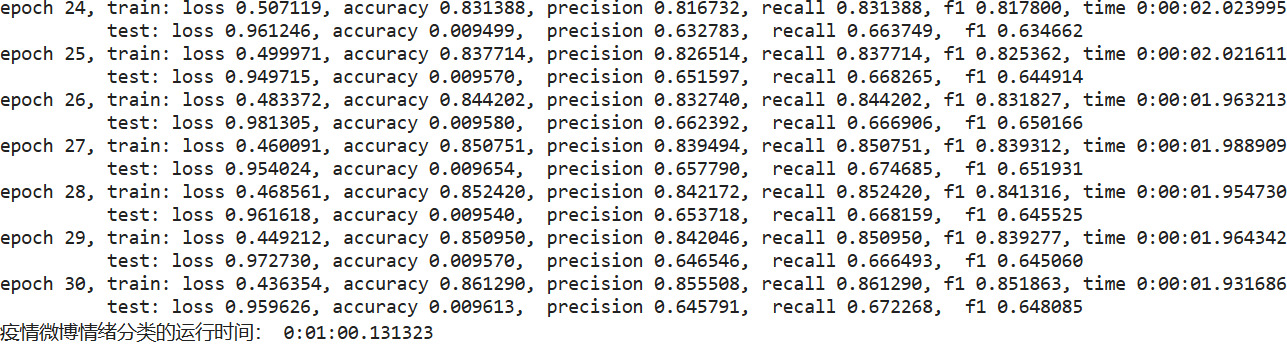 epoch 24, train: loss 0.507119, accuracy 0.831388, precision 0.816732, recall 0.831388, f1 0.817800, time 0:00:02.023995
test: loss 0.961246, accuracy 0.009499, precision 0.632783, recall 0.663749, f1 0.634662
epoch 25, train: loss 0.499971, accuracy 0.837714, precision 0.826514, recall 0.837714, f1 0.825362, time 0:00:02.021611
test: loss 0.949715, accuracy 0.009570, precision 0.651597, recall 0.668265, f1 0.644914
epoch 26, train: loss 0.483372, accuracy 0.844202, precision 0.832740, recall 0.844202, f1 0.831827, time 0:00:01.963213
test: loss 0.981305, accuracy 0.009580, precision 0.662392, recall 0.666906, f1 0.650166
epoch 27, train: loss 0.460091, accuracy 0.850751, precision 0.839494, recall 0.850751, f1 0.839312, time 0:00:01.988909
test: loss 0.954024, accuracy 0.009654, precision 0.657790, recall 0.674685, f1 0.651931
epoch 28, train: loss 0.468561, accuracy 0.852420, precision 0.842172, recall 0.852420, f1 0.841316, time 0:00:01.954730
test: loss 0.961618, accuracy 0.009540, precision 0.653718, recall 0.668159, f1 0.645525
epoch 29, train: loss 0.449212, accuracy 0.850950, precision 0.842046, recall 0.850950, f1 0.839277, time 0:00:01.964342
test: loss 0.972730, accuracy 0.009570, precision 0.646546, recall 0.666493, f1 0.645060
epoch 30, train: loss 0.436354, accuracy 0.861290, precision 0.855508, recall 0.861290, f1 0.851863, time 0:00:01.931686
test: loss 0.959626, accuracy 0.009613, precision 0.645791, recall 0.672268, f1 0.648085
疫情微博情绪分类的运行时间： 0:01:00.131323